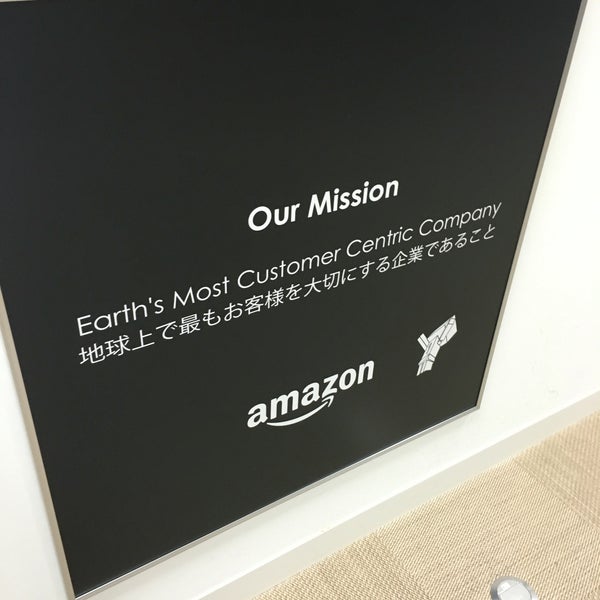 Our Mission
Earth's Most Customer Centric Company
地球上で最もお客様を大切にする企業であること
amazon